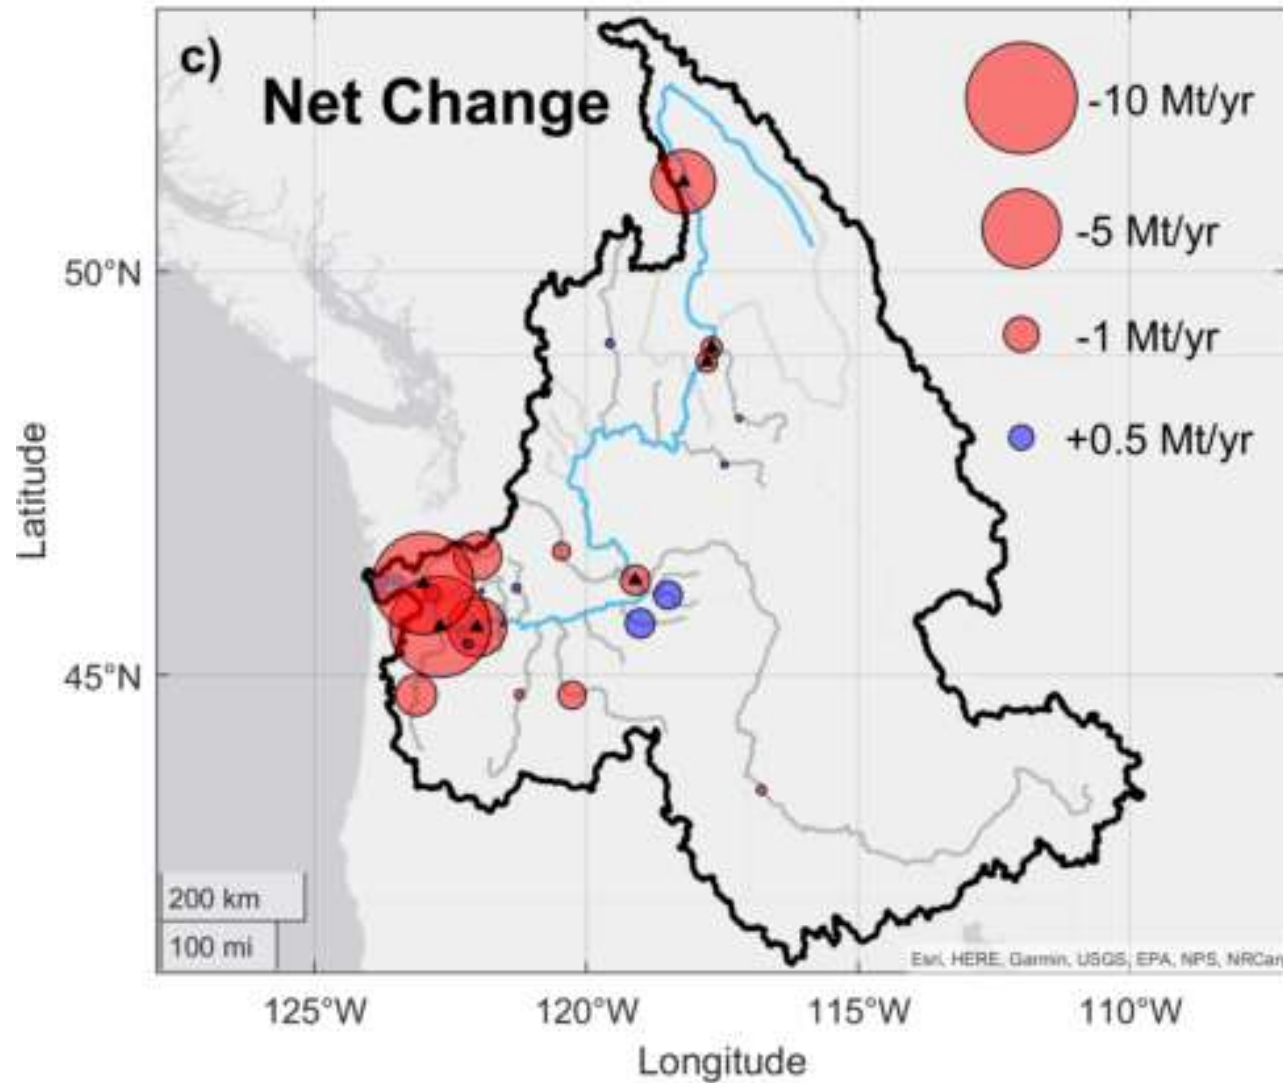 c)
Net Change
-10 Mt/yr
-5 Mt/yr
-1 Mt/yr
+0.5 Mt/yr
50°N
45°N
Latitude
200 km
100 mi
Esri, HERE, Garmin, USGS, EPA, NPS, NRCan
125°W 120°W 115°W 110°W
Longitude